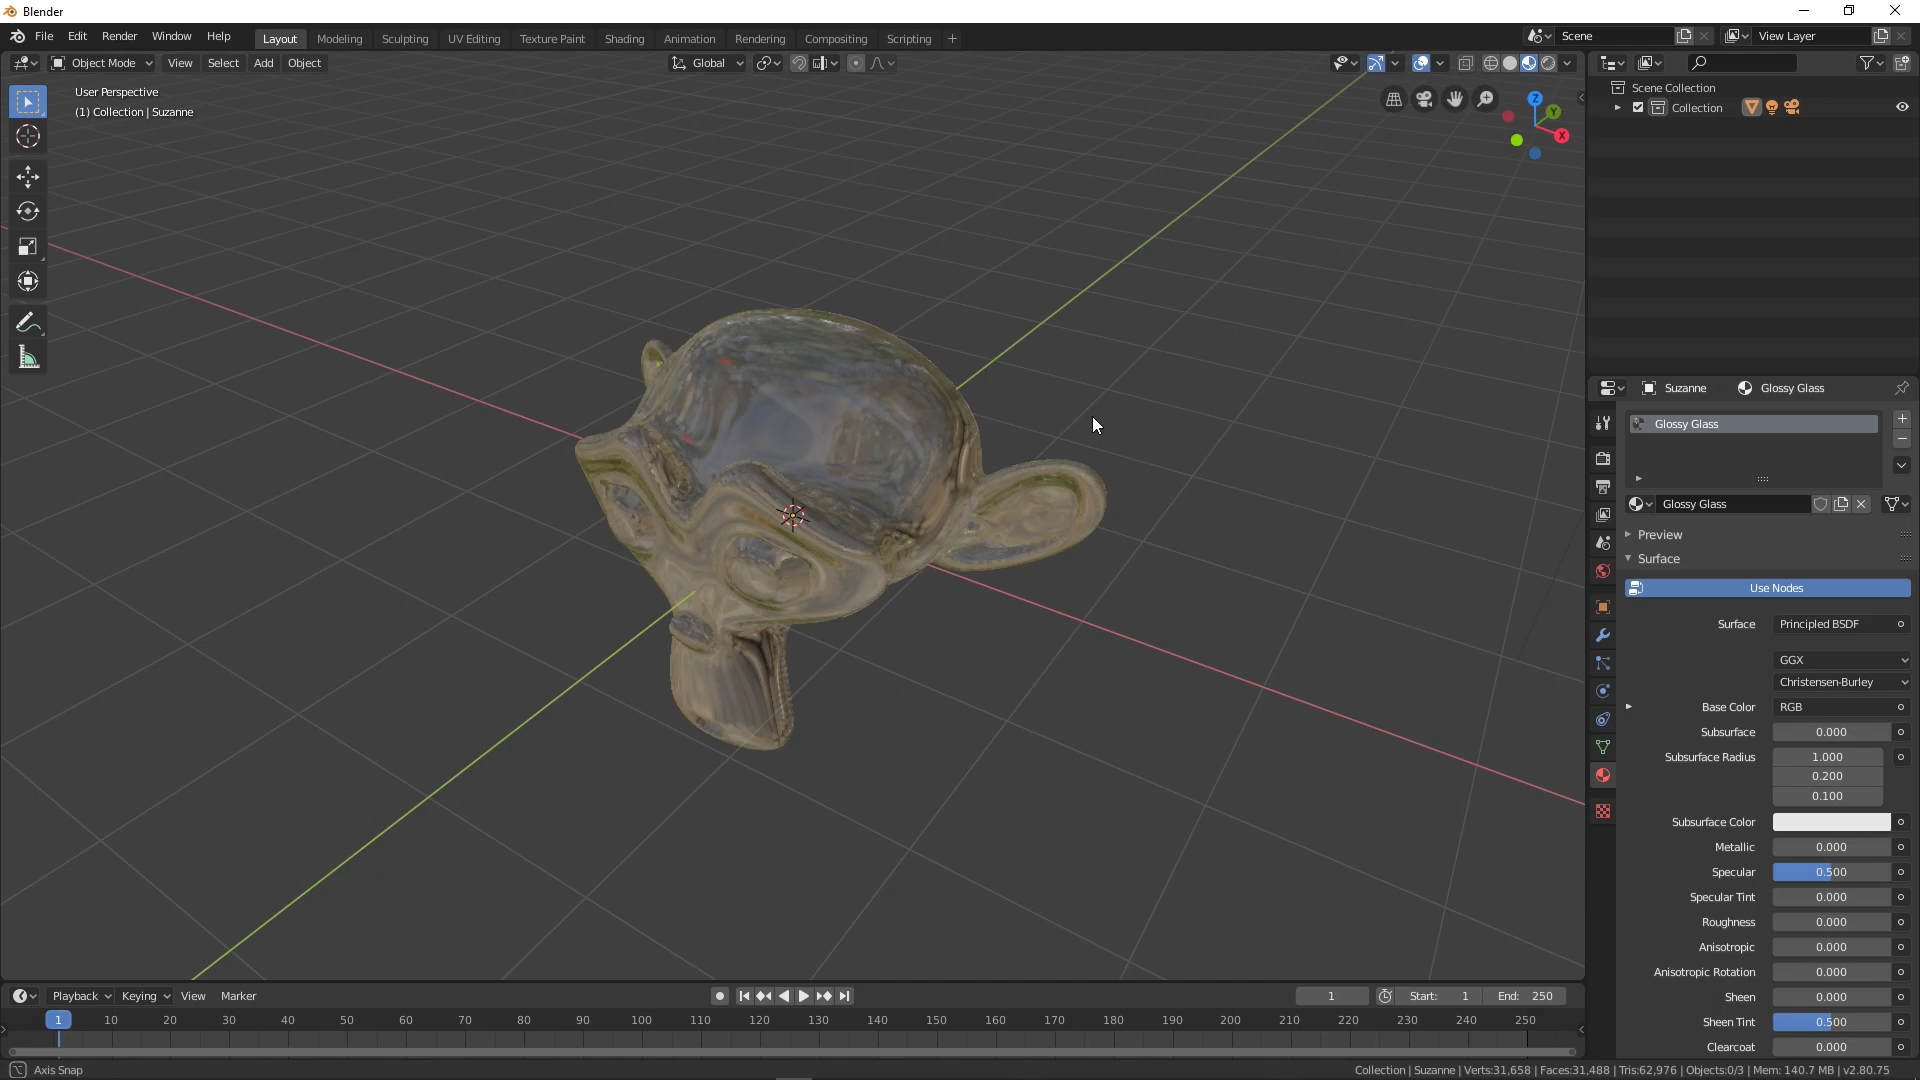 Blender
File Edit Render Window Help Layout Modeling Sculpting UV Editing Texture Paint Shading Animation Rendering Compositing Scripting + Scene View Layer
Object Mode View Select Add Object Global
User Perspective
(1) Collection | Suzanne
Z
Y
X
Scene Collection
Collection
Suzanne Glossy Glass
Glossy Glass
Glossy Glass
Preview
Surface
Use Nodes
Surface Principled BSDF
GGX
Christensen-Burley
Base Color RGB
Subsurface 0.000
Subsurface Radius 1.000
0.200
0.100
Subsurface Color
Metallic 0.000
Specular 0.500
Specular Tint 0.000
Roughness 0.000
Anisotropic 0.000
Anisotropic Rotation 0.000
Sheen 0.000
Sheen Tint 0.500
Clearcoat 0.000
Playback Keying View Marker 1 Start: 1 End: 250
1 10 20 30 40 50 60 70 80 90 100 110 120 130 140 150 160 170 180 190 200 210 220 230 240 250
Axis Snap
Collection | Suzanne | Verts:31,658 | Faces:31,488 | Tris:62,976 | Objects:0/3 | Mem: 140.7 MB | v2.80.75